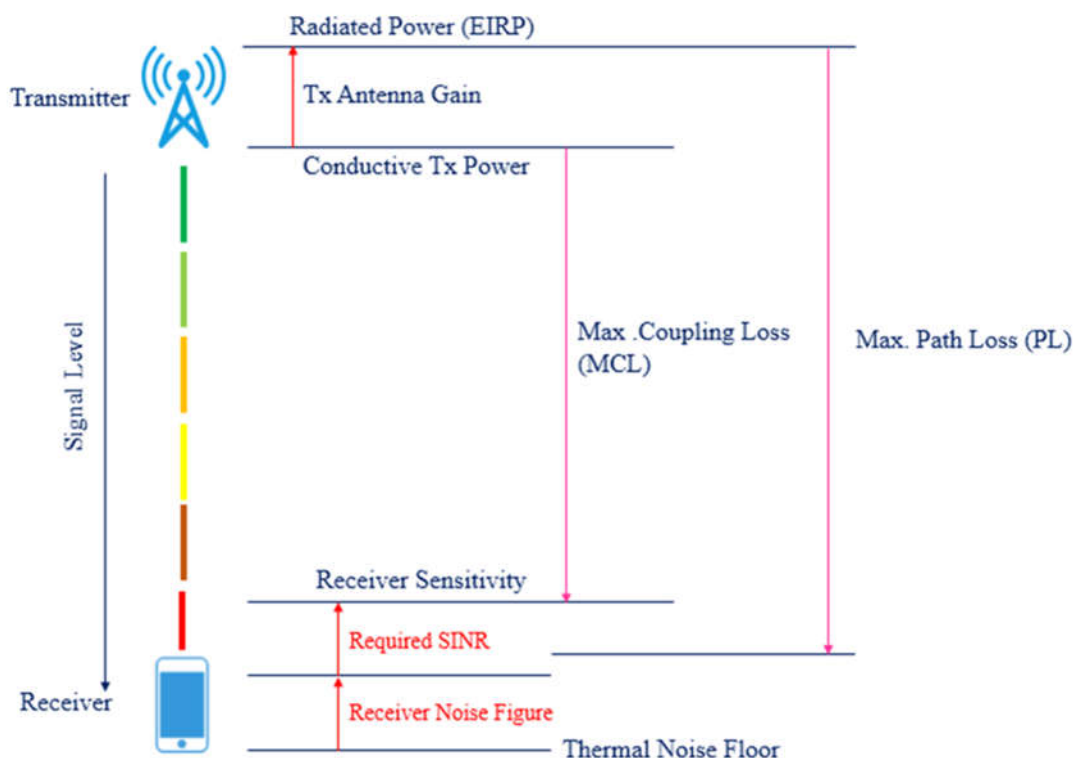 Radiated Power (EIRP)
Transmitter
Tx Antenna Gain
Conductive Tx Power
Signal Level
Max .Coupling Loss
(MCL)
Max. Path Loss (PL)
Receiver Sensitivity
Required SINR
Receiver
Receiver Noise Figure
Thermal Noise Floor